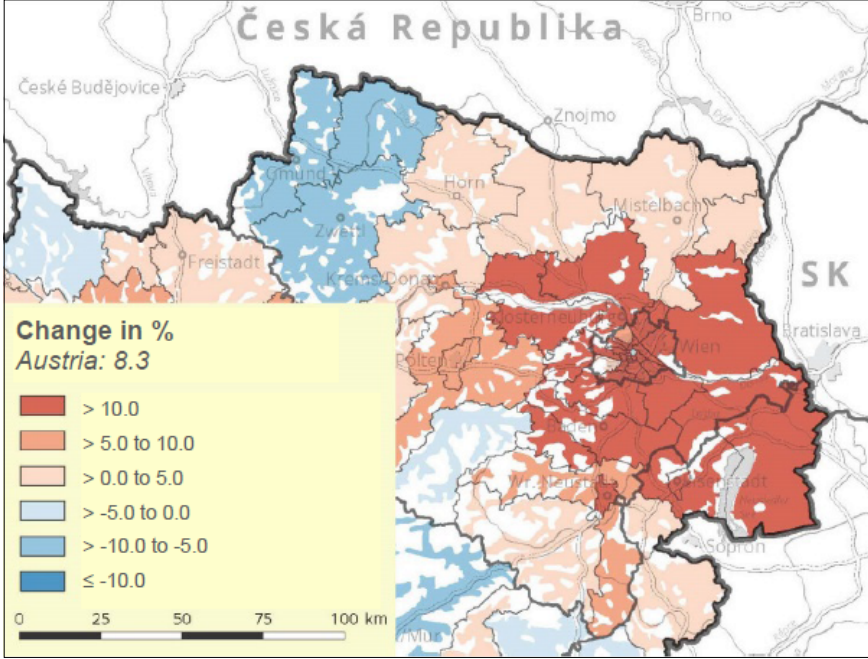 Česká Republika
Brno
České Budějovice
Znojmo
Gmünd
Horn
Mistelbach
Zwettl
Freistadt
SK
Krems/Donau
Change in %
Austria: 8.3
Wien
Bratislava
> 10.0
> 5.0 to 10.0
> 0.0 to 5.0
> -5.0 to 0.0
> -10.0 to -5.0
≤ -10.0
Baden
Wr. Neustadt
Sopron
0 25 50 75 100 km
/Mur